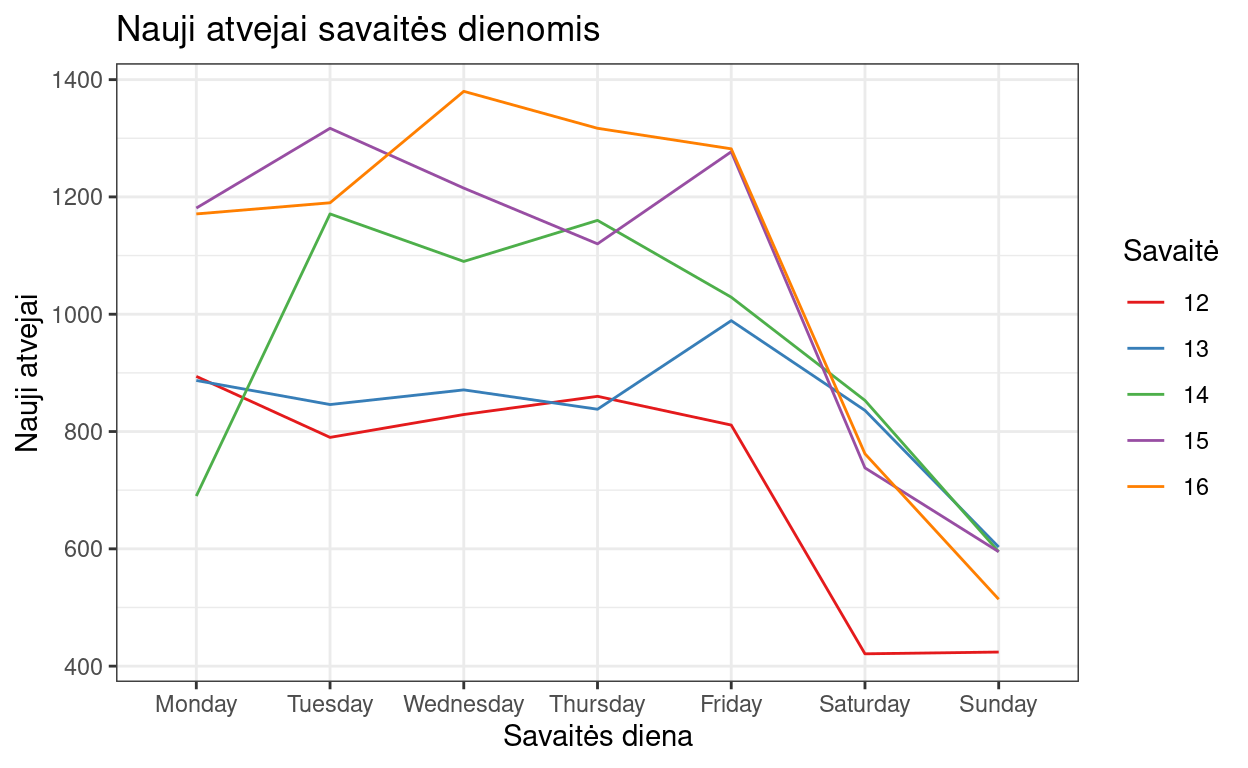 Nauji atvejai savaitės dienomis
Nauji atvejai
1400
1200
1000
800
600
400
Monday Tuesday Wednesday Thursday Friday Saturday Sunday
Savaitės diena
Savaitė
12
13
14
15
16